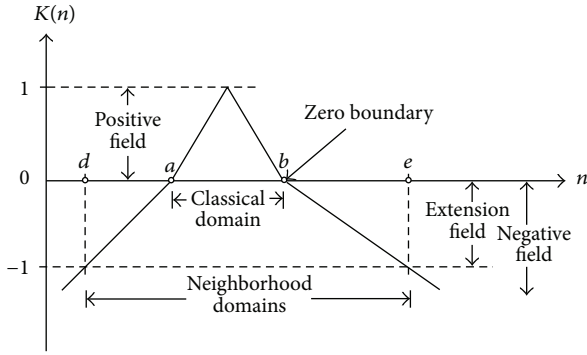 K(n)
1
Positive
field
Zero boundary
d
a
b
e
0
n
Classical
domain
Extension
field
Negative
field
−1
Neighborhood
domains